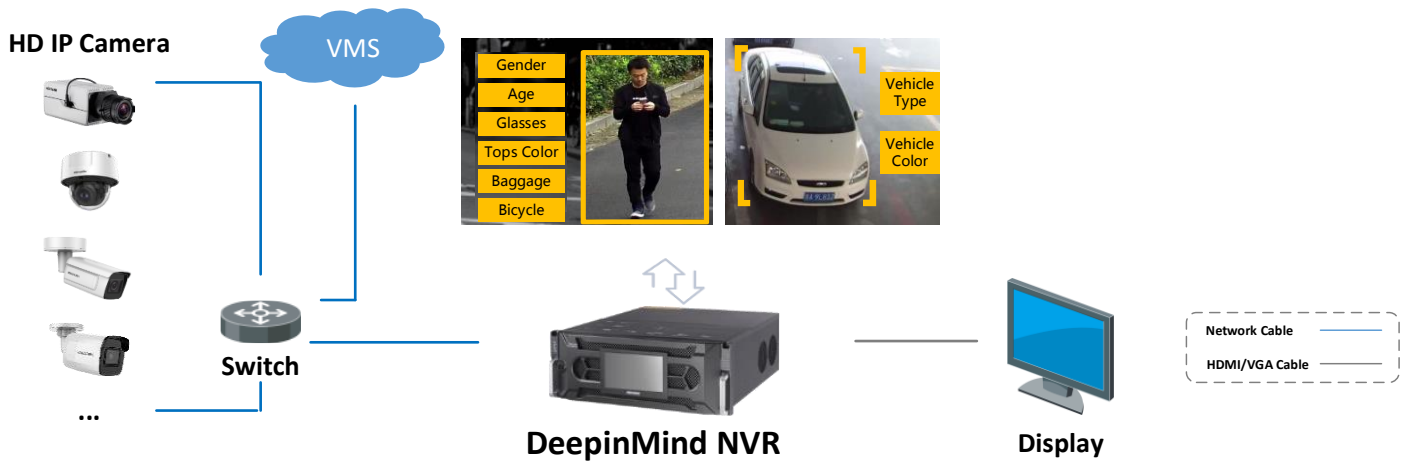 HD IP Camera
VMS
Gender
Age
Glasses
Tops Color
Baggage
Bicycle
Vehicle
Type
Vehicle
Color
Switch
...
DeepinMind NVR
Display
Network Cable
HDMI/VGA Cable